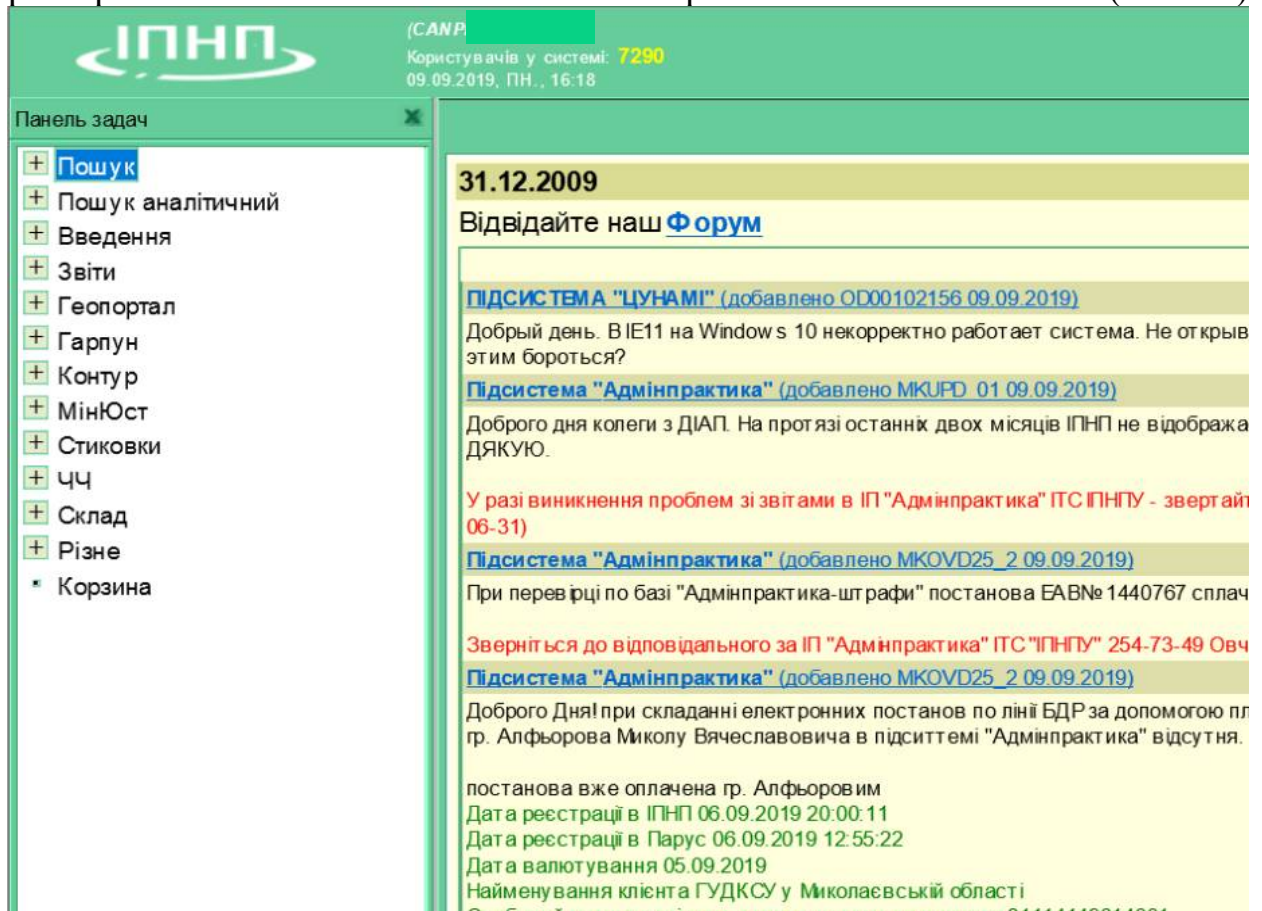 ІПНП
(CANP
Користувачів у системі: 7290
09.09.2019, ПН., 16:18
Панель задач
Пошук
Пошук аналітичний
Введення
Звіти
Геопортал
Гарпун
Контур
МінЮст
Стиковки
ЧЧ
Склад
Різне
Корзина
31.12.2009
Відвідайте наш Форум
ПІДСИСТЕМА "ЦУНАМІ" (добавлено OD00102156 09.09.2019)
Добрый день. В IE11 на Windows 10 некорректно работает система. Не открыв
этим бороться?
Підсистема "Адмінпрактика" (добавлено MKUPD_01 09.09.2019)
Доброго дня колеги з ДІАП. На протязі останніх двох місяців ІПНП не відобража
ДЯКУЮ.
У разі виникнення проблем зі звітами в ІП "Адмінпрактика" ІТС ІПНПУ - звертайт
06-31)
Підсистема "Адмінпрактика" (добавлено MKOVD25_2 09.09.2019)
При перевірці по базі "Адмінпрактика-штрафи" постанова ЕАВ№ 1440767 сплач
Зверніться до відповідального за ІП "Адмінпрактика" ІТС "ІПНПУ" 254-73-49 Овч
Підсистема "Адмінпрактика" (добавлено MKOVD25_2 09.09.2019)
Доброго Дня! при складанні електронних постанов по лінії БДР за допомогою пл
гр. Алфьорова Миколу Вячеславовича в підситтемі "Адмінпрактика" відсутня.
постанова вже оплачена гр. Алфьоровим
Дата реєстрації в ІПНП 06.09.2019 20:00:11
Дата реєстрації в Парус 06.09.2019 12:55:22
Дата валютування 05.09.2019
Найменування клієнта ГУДКСУ у Миколаєвській області